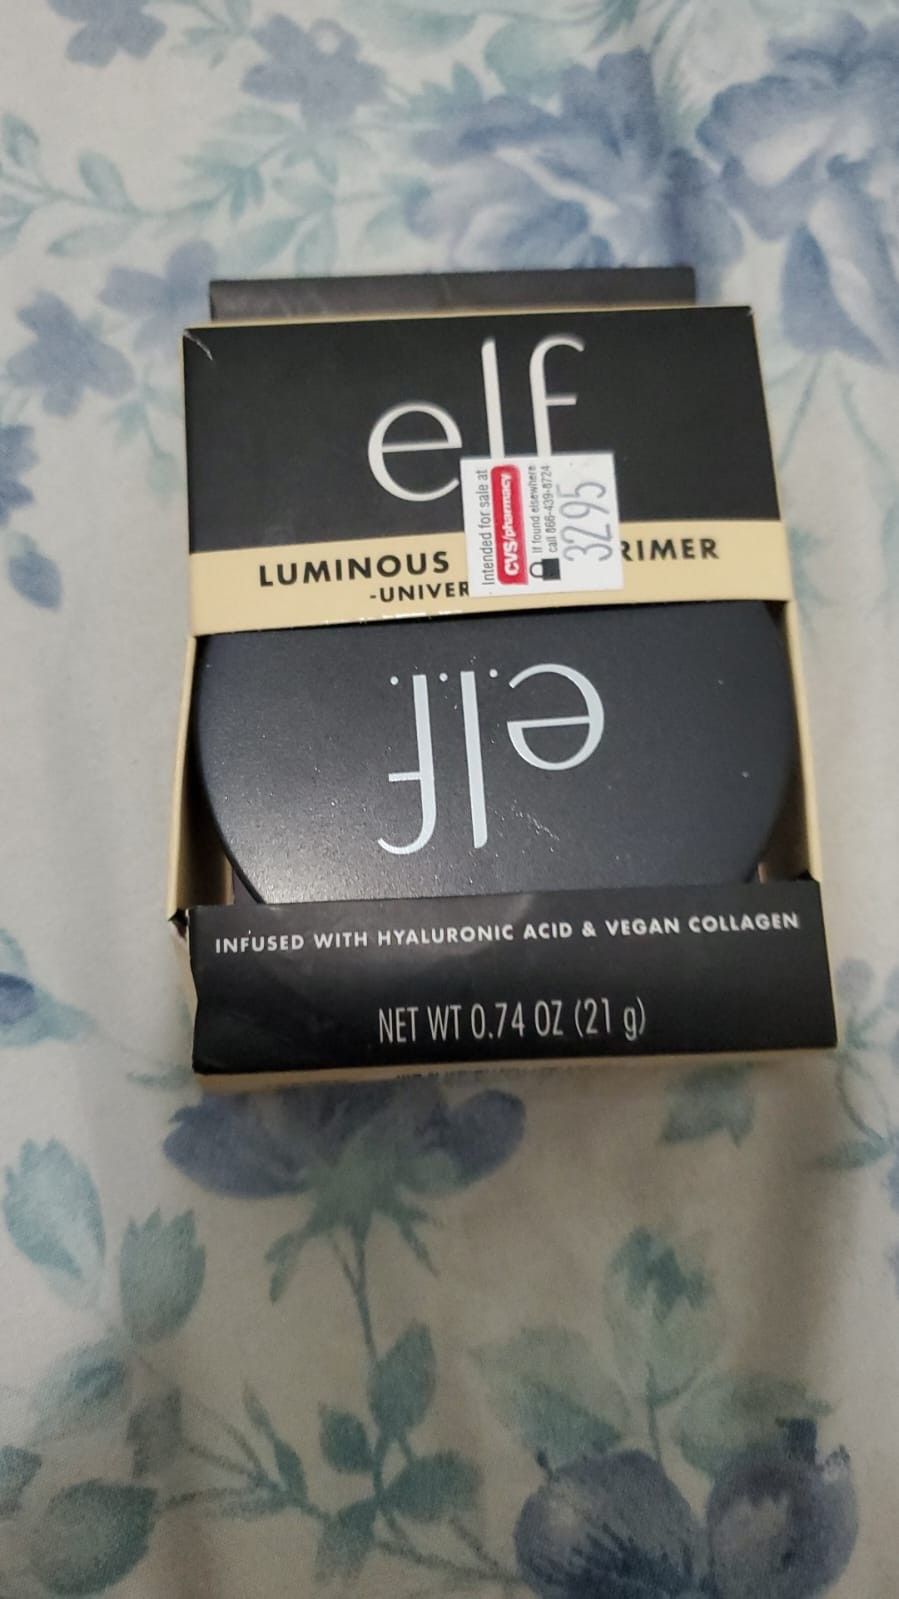 elf
LUMINOUS RIMER
-UNIVER
Intended for sale at
CVS/pharmacy
If found elsewhere
call 866-439-8724
3295
e.l.f.
INFUSED WITH HYALURONIC ACID & VEGAN COLLAGEN
NET WT 0.74 OZ (21 g)